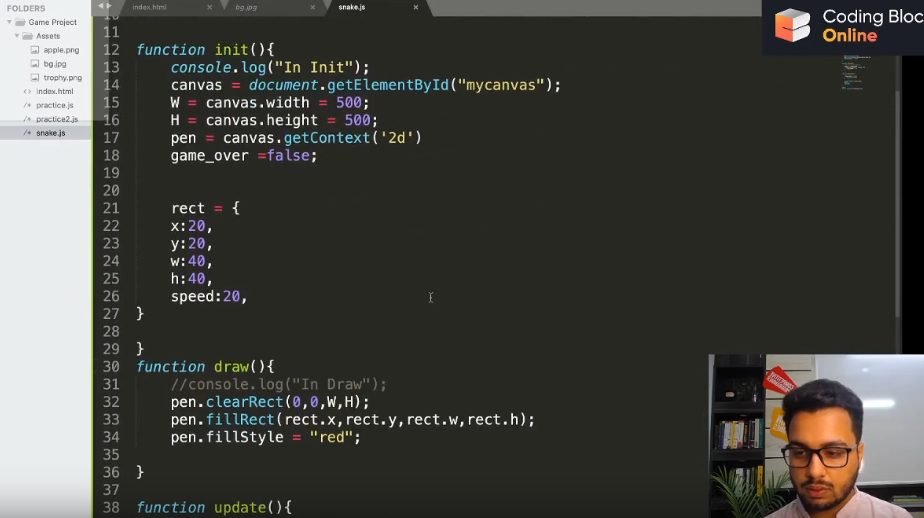 FOLDERS
Game Project
Assets
apple.png
bg.jpg
trophy.png
index.html
practice.js
practice2.js
snake.js
index.html
bg.jpg
snake.js
Coding Bloc
Online
10
11
12 function init(){
13 console.log("In Init");
14 canvas = document.getElementById("mycanvas");
15 W = canvas.width = 500;
16 H = canvas.height = 500;
17 pen = canvas.getContext('2d')
18 game_over =false;
19
20
21 rect = {
22 x:20,
23 y:20,
24 w:40,
25 h:40,
26 speed:20,
27 }
28
29 }
30 function draw(){
31 //console.log("In Draw");
32 pen.clearRect(0,0,W,H);
33 pen.fillRect(rect.x,rect.y,rect.w,rect.h);
34 pen.fillStyle = "red";
35
36 }
37
38 function update(){